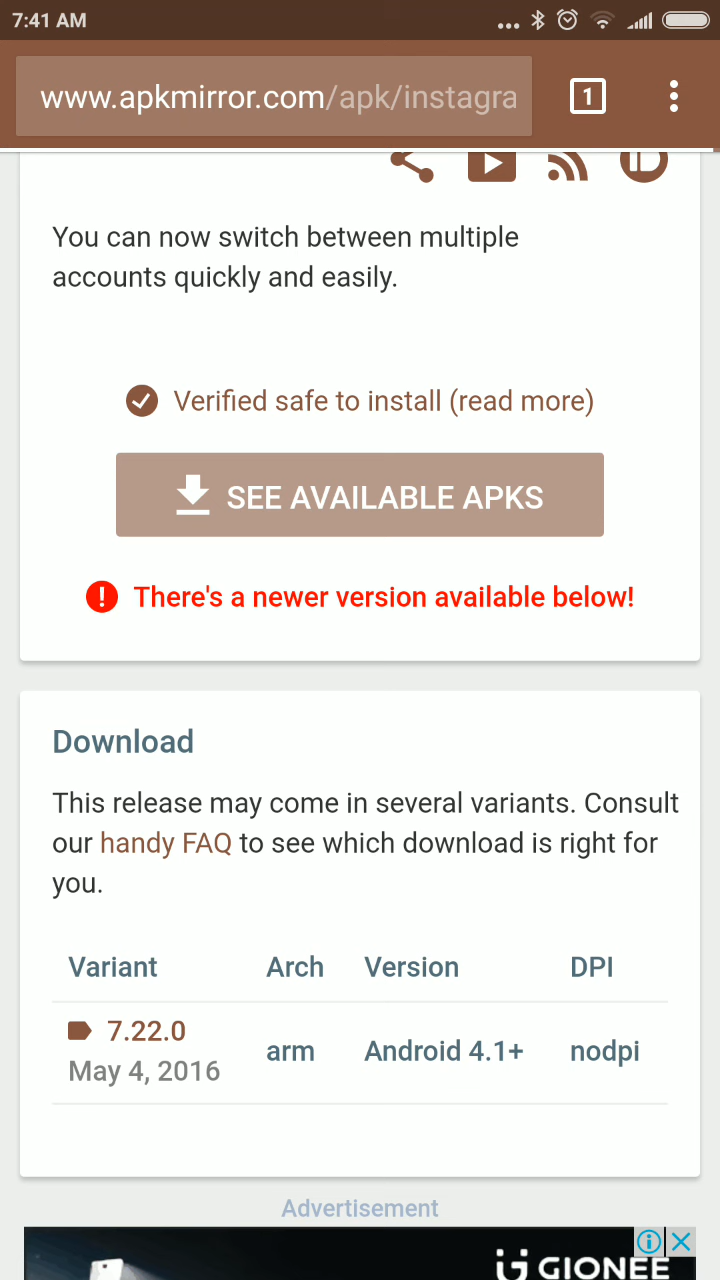 7:41 AM
www.apkmirror.com/apk/instagra
1
You can now switch between multiple
accounts quickly and easily.
Verified safe to install (read more)
SEE AVAILABLE APKS
There's a newer version available below!
Download
This release may come in several variants. Consult
our handy FAQ to see which download is right for
you.
Variant Arch Version DPI
7.22.0
May 4, 2016
arm Android 4.1+ nodpi
Advertisement
GIONEE